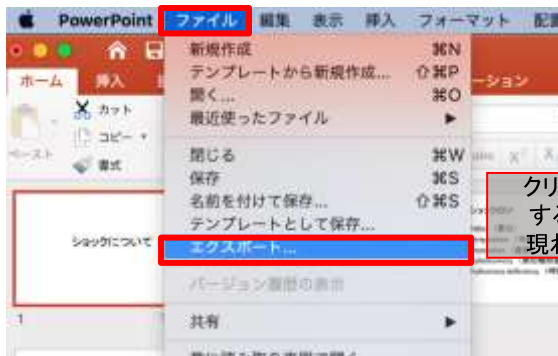 PowerPoint ファイル 編集 表示 挿入 フォーマット 配置
ホーム 挿入
ーション
新規作成 ⌘N
テンプレートから新規作成... ⇧⌘P
開く... ⌘O
最近使ったファイル ▶
閉じる ⌘W
保存 ⌘S
名前を付けて保存... ⇧⌘S
テンプレートとして保存...
エクスポート...
バージョン履歴の表示
共有 ▶
カット
コピー
書式
ショックについて
1
クリ
する
現れ